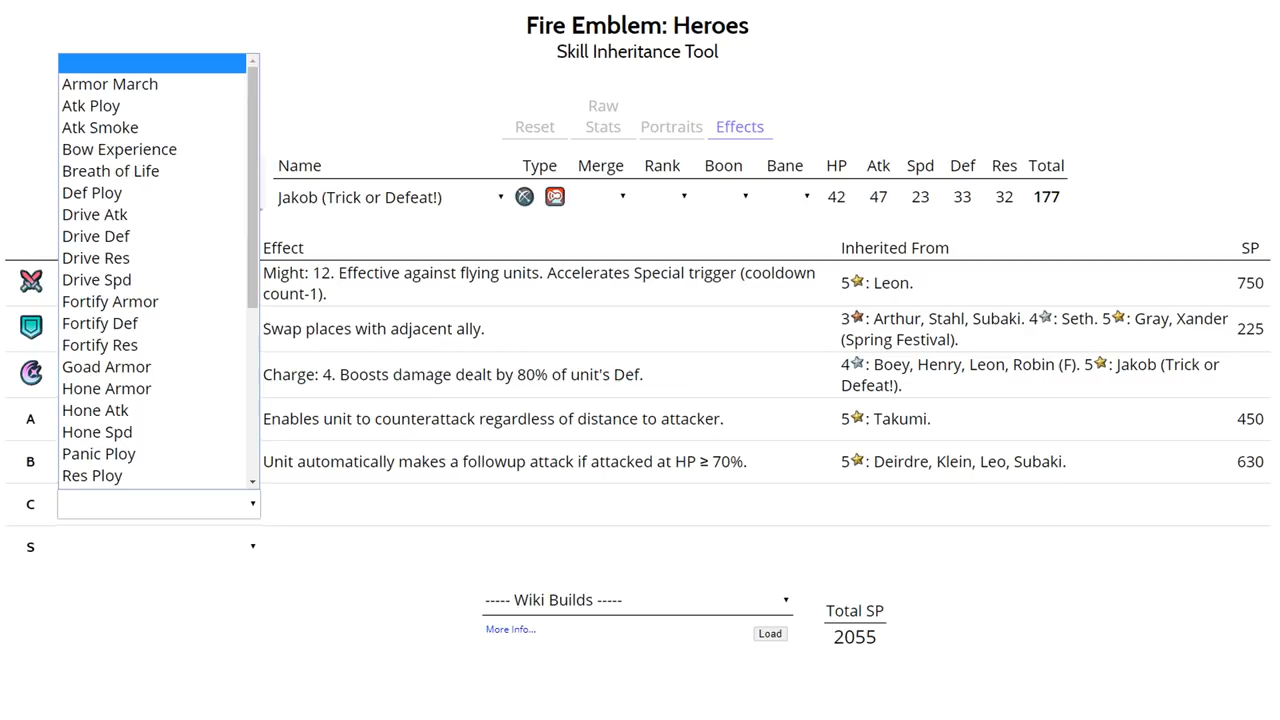 Fire Emblem: Heroes
Skill Inheritance Tool
Reset
Raw Stats
Portraits
Effects
Name Type Merge Rank Boon Bane HP Atk Spd Def Res Total
Jakob (Trick or Defeat!) 42 47 23 33 32 177
Armor March
Atk Ploy
Atk Smoke
Bow Experience
Breath of Life
Def Ploy
Drive Atk
Drive Def
Drive Res
Drive Spd
Fortify Armor
Fortify Def
Fortify Res
Goad Armor
Hone Armor
Hone Atk
Hone Spd
Panic Ploy
Res Ploy
Effect Inherited From SP
Might: 12. Effective against flying units. Accelerates Special trigger (cooldown
count-1).
5: Leon.
750
Swap places with adjacent ally.
3: Arthur, Stahl, Subaki. 4: Seth. 5: Gray, Xander
(Spring Festival).
225
Charge: 4. Boosts damage dealt by 80% of unit's Def.
4: Boey, Henry, Leon, Robin (F). 5: Jakob (Trick or
Defeat!).
A Enables unit to counterattack regardless of distance to attacker. 5: Takumi. 450
B Unit automatically makes a followup attack if attacked at HP ≥ 70%. 5: Deirdre, Klein, Leo, Subaki. 630
C
S
----- Wiki Builds -----
More Info...
Load
Total SP
2055